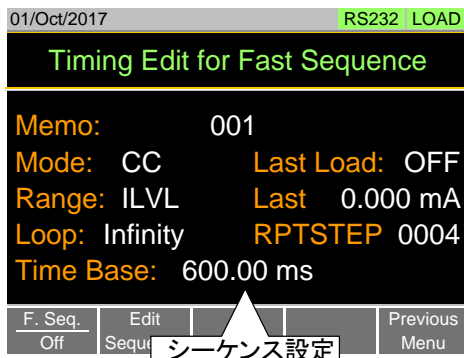 01/Oct/2017 RS232 LOAD
Timing Edit for Fast Sequence
Memo: 001
Mode: CC Last Load: OFF
Range: ILVL Last 0.000 mA
Loop: Infinity RPTSTEP 0004
Time Base: 600.00 ms
F. Seq. Edit Previous
Off Menu
シーケンス設定